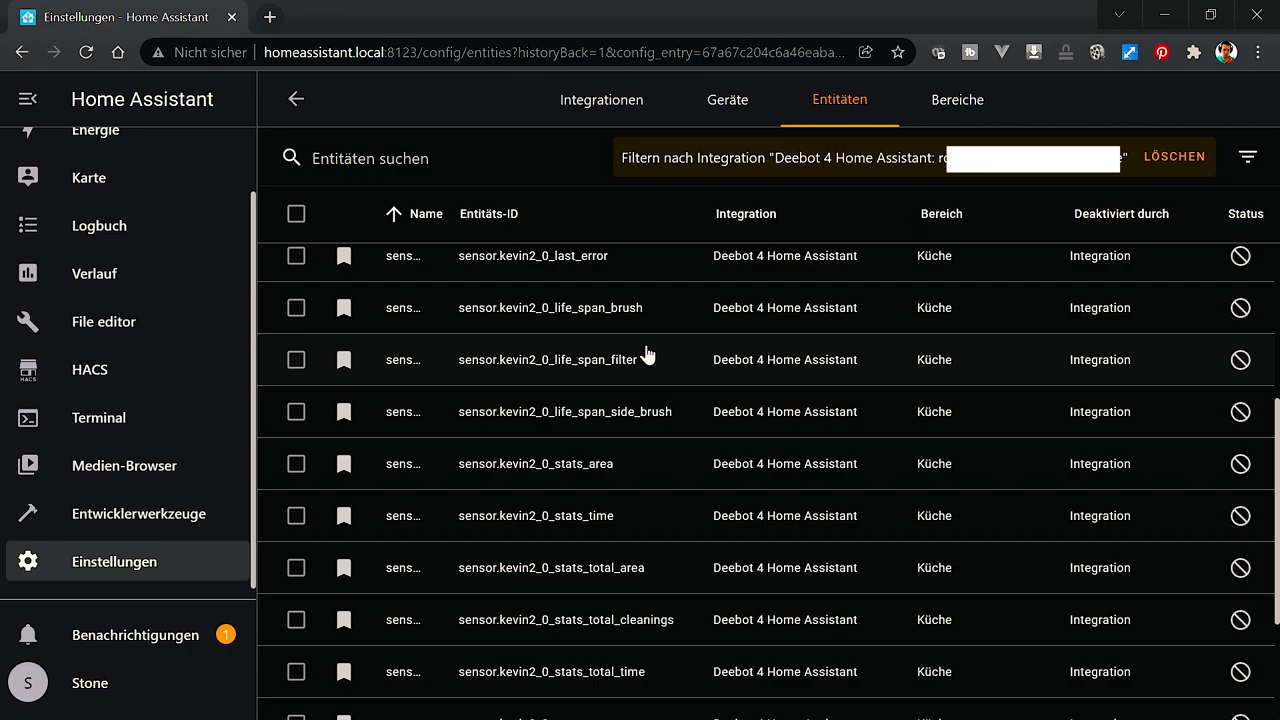 Einstellungen - Home Assistant
Nicht sicher homeassistant.local:8123/config/entities?historyBack=1&config_entry=67a67c204c6a46eaba...
Home Assistant
Integrationen Geräte Entitäten Bereiche
Energie
Karte
Logbuch
Verlauf
File editor
HACS HACS
Terminal
Medien-Browser
Entwicklerwerkzeuge
Einstellungen
Benachrichtigungen 1
S Stone
Entitäten suchen Filtern nach Integration "Deebot 4 Home Assistant: " LÖSCHEN
Name Entitäts-ID Integration Bereich Deaktiviert durch Status
sens... sensor.kevin2_0_last_error Deebot 4 Home Assistant Küche Integration
sens... sensor.kevin2_0_life_span_brush Deebot 4 Home Assistant Küche Integration
sens... sensor.kevin2_0_life_span_filter Deebot 4 Home Assistant Küche Integration
sens... sensor.kevin2_0_life_span_side_brush Deebot 4 Home Assistant Küche Integration
sens... sensor.kevin2_0_stats_area Deebot 4 Home Assistant Küche Integration
sens... sensor.kevin2_0_stats_time Deebot 4 Home Assistant Küche Integration
sens... sensor.kevin2_0_stats_total_area Deebot 4 Home Assistant Küche Integration
sens... sensor.kevin2_0_stats_total_cleanings Deebot 4 Home Assistant Küche Integration
sens... sensor.kevin2_0_stats_total_time Deebot 4 Home Assistant Küche Integration